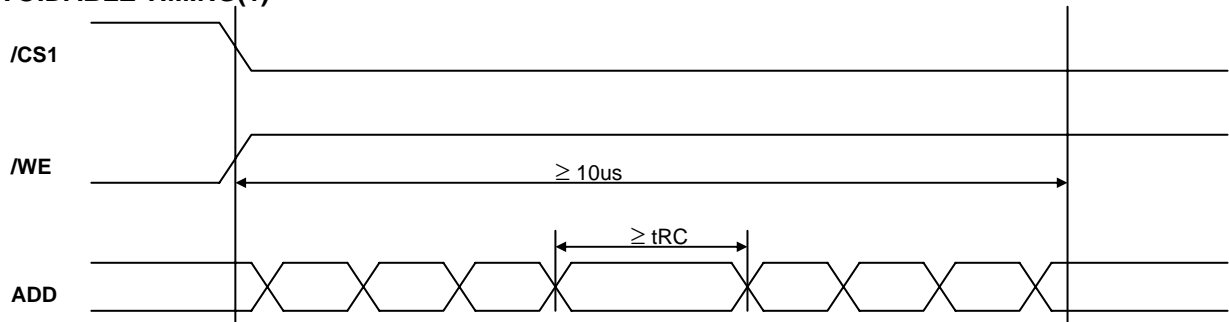 /CS1
/WE
≥ 10us
≥ tRC
ADD